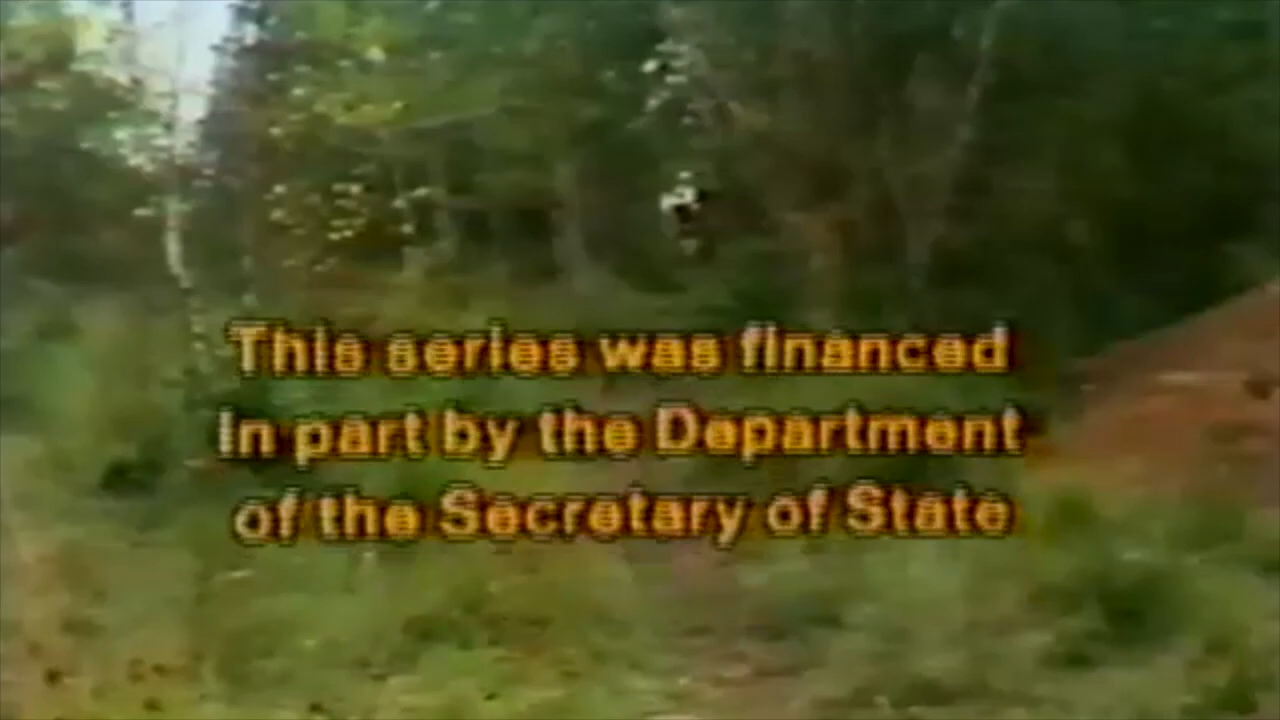 This series was financed
in part by the Department
of the Secretary of State